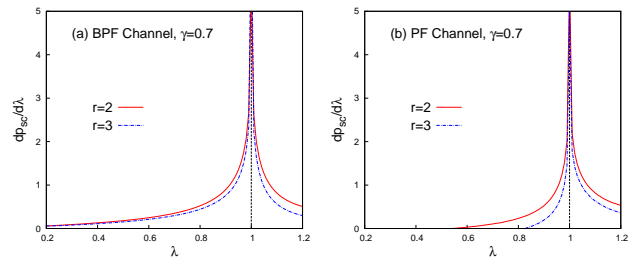 (a) BPF Channel, γ=0.7
r=2
r=3
dp_sc/dλ
5
4
3
2
1
0
0.2
0.4
0.6
0.8
1
1.2
λ
(b) PF Channel, γ=0.7
r=2
r=3
dp_sc/dλ
5
4
3
2
1
0
0.2
0.4
0.6
0.8
1
1.2
λ